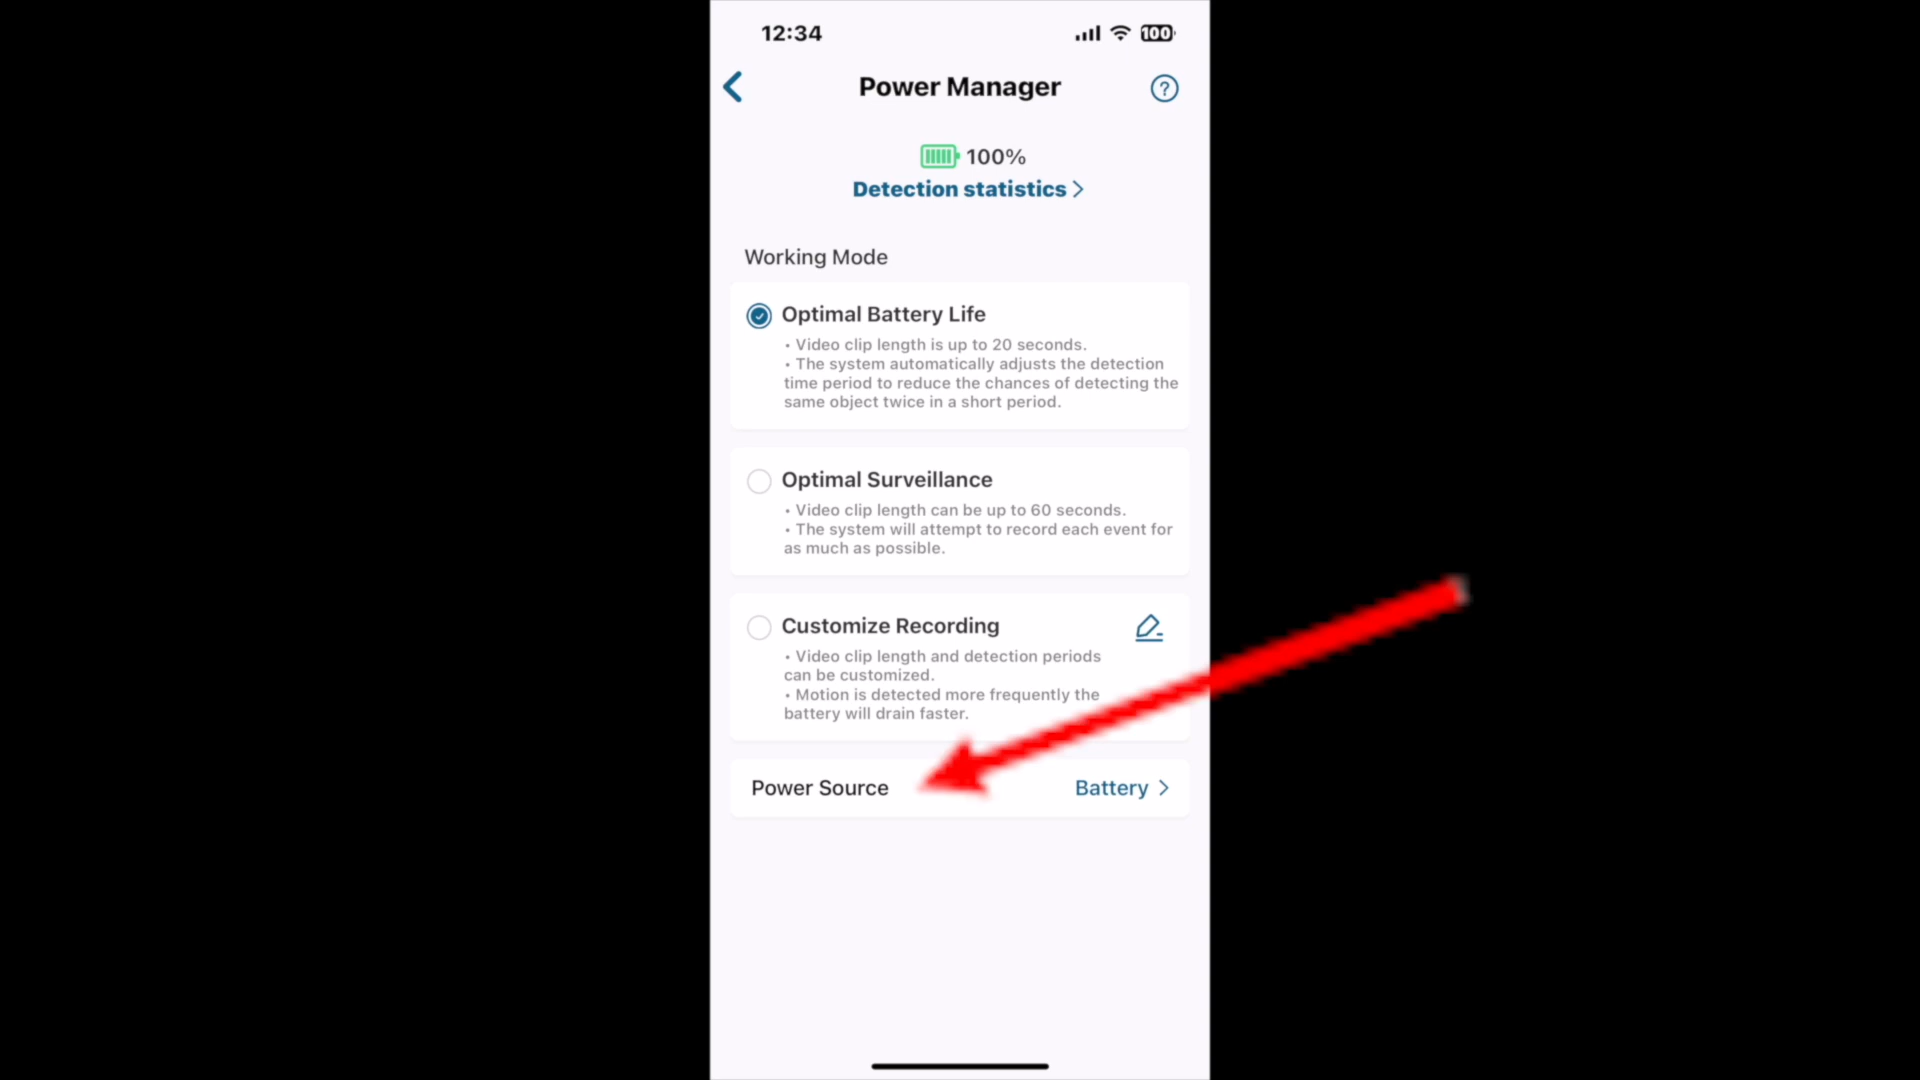 12:34
100
Power Manager
?
100%
Detection statistics
Working Mode
Optimal Battery Life
• Video clip length is up to 20 seconds.
• The system automatically adjusts the detection
time period to reduce the chances of detecting the
same object twice in a short period.
Optimal Surveillance
• Video clip length can be up to 60 seconds.
• The system will attempt to record each event for
as much as possible.
Customize Recording
• Video clip length and detection periods
can be customized.
• Motion is detected more frequently the
battery will drain faster.
Power Source
Battery